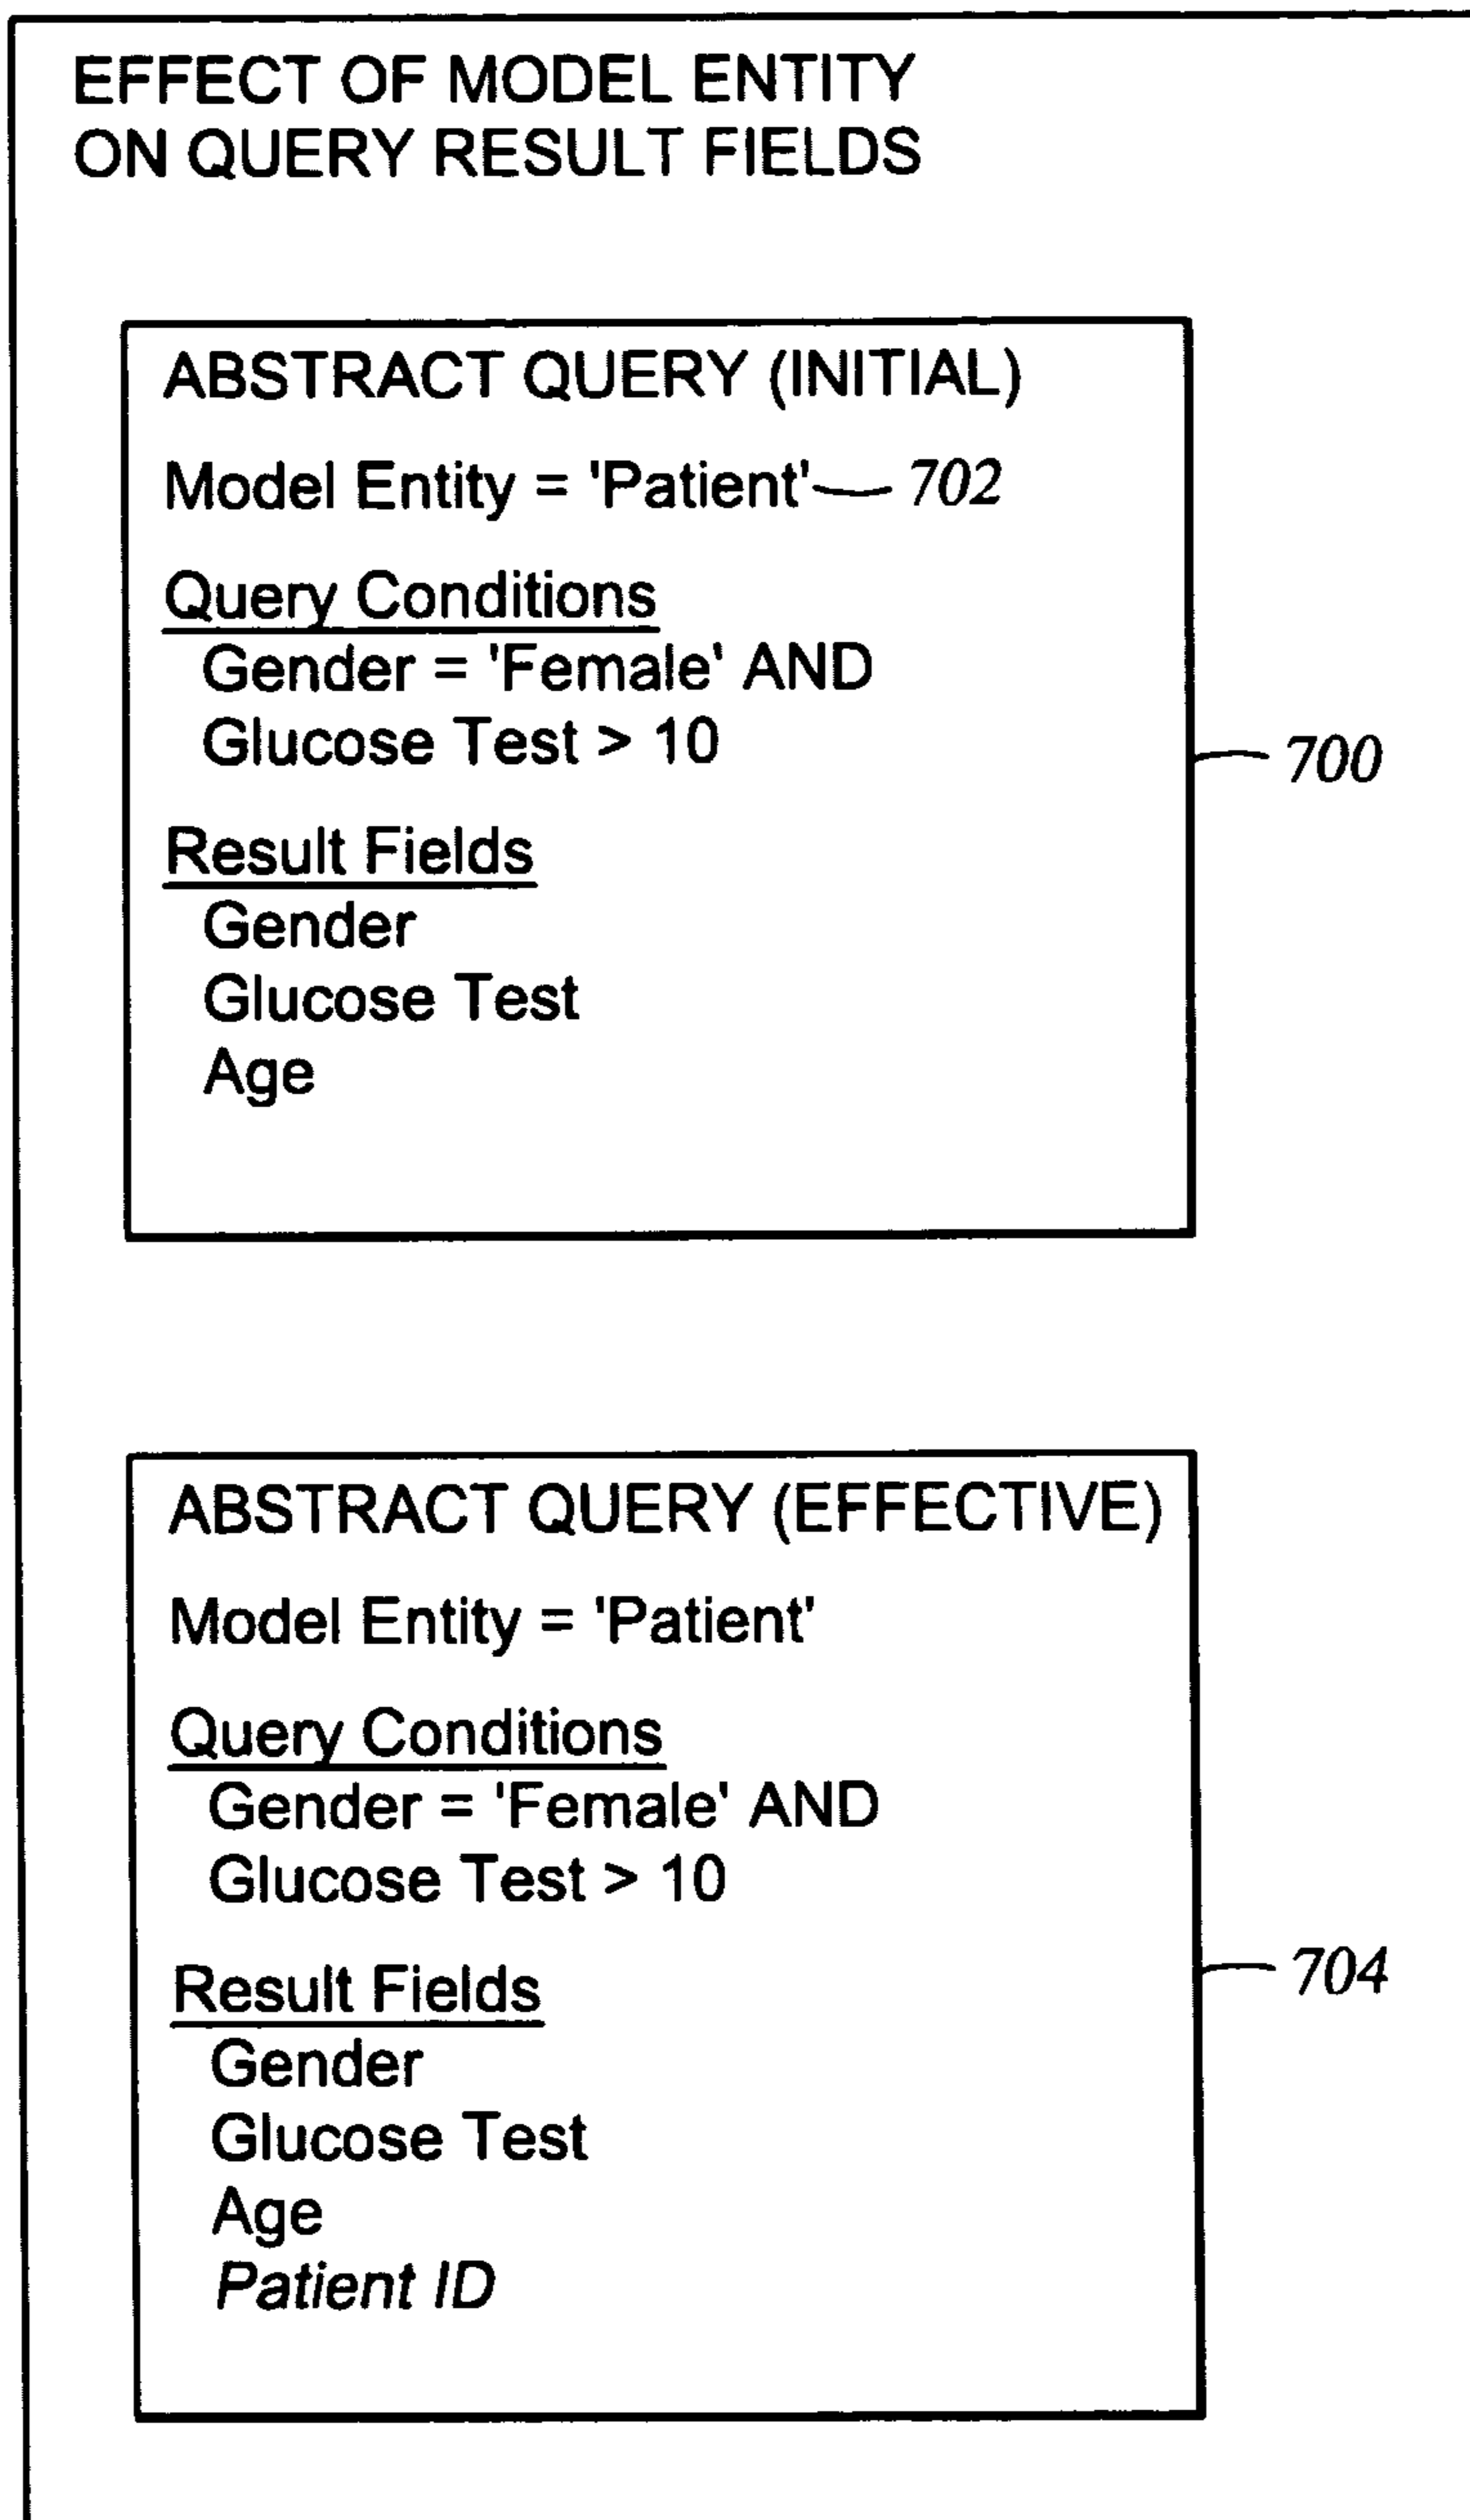 EFFECT OF MODEL ENTITY
ON QUERY RESULT FIELDS
ABSTRACT QUERY (INITIAL)
Model Entity = 'Patient' 702
Query Conditions
Gender = 'Female' AND
Glucose Test > 10
700
Result Fields
Gender
Glucose Test
Age
ABSTRACT QUERY (EFFECTIVE)
Model Entity = 'Patient'
Query Conditions
Gender = 'Female' AND
Glucose Test > 10
704
Result Fields
Gender
Glucose Test
Age
Patient ID